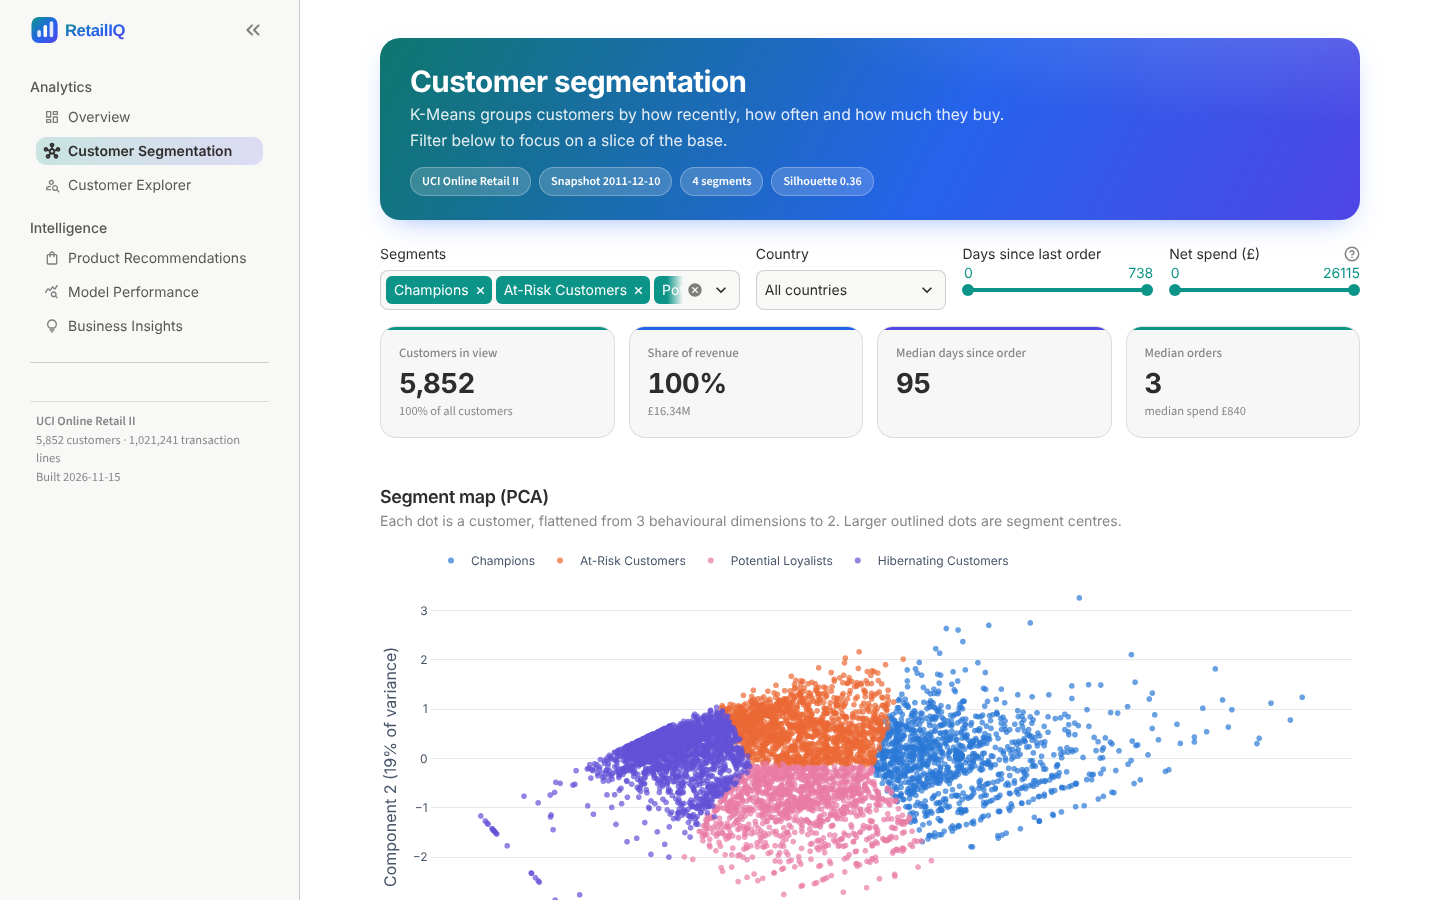 RetailIQ
Analytics
Overview
Customer Segmentation
Customer Explorer
Intelligence
Product Recommendations
Model Performance
Business Insights
UCI Online Retail II
5,852 customers · 1,021,241 transaction
lines
Built 2026-11-15
Customer segmentation
K-Means groups customers by how recently, how often and how much they buy.
Filter below to focus on a slice of the base.
UCI Online Retail II
Snapshot 2011-12-10
4 segments
Silhouette 0.36
Segments
Champions
At-Risk Customers
Country
All countries
Days since last order
0 738
Net spend (£)
0 26115
Customers in view
5,852
100% of all customers
Share of revenue
100%
£16.34M
Median days since order
95
Median orders
3
median spend £840
Segment map (PCA)
Each dot is a customer, flattened from 3 behavioural dimensions to 2. Larger outlined dots are segment centres.
Champions At-Risk Customers Potential Loyalists Hibernating Customers
Component 2 (19% of variance)
3
2
1
0
−1
−2